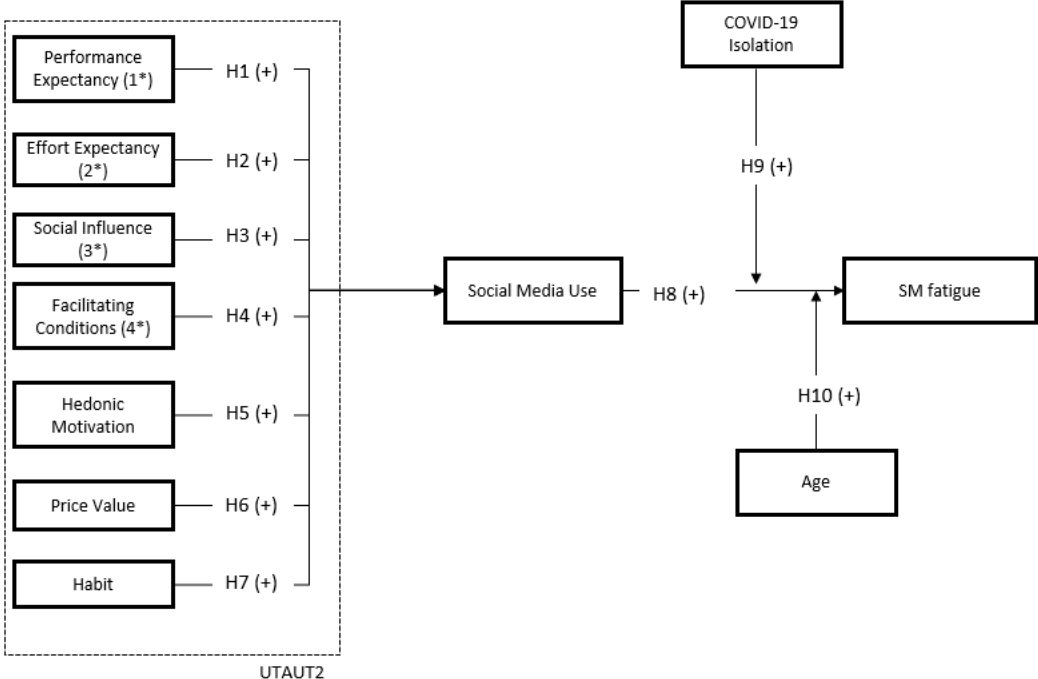 COVID-19
Isolation
Performance
Expectancy (1*)
H1 (+)
Effort Expectancy
(2*)
H2 (+)
H9 (+)
Social Influence
(3*)
H3 (+)
Social Media Use
H8 (+)
SM fatigue
Facilitating
Conditions (4*)
H4 (+)
H10 (+)
Hedonic
Motivation
H5 (+)
Age
Price Value
H6 (+)
Habit
H7 (+)
UTAUT2